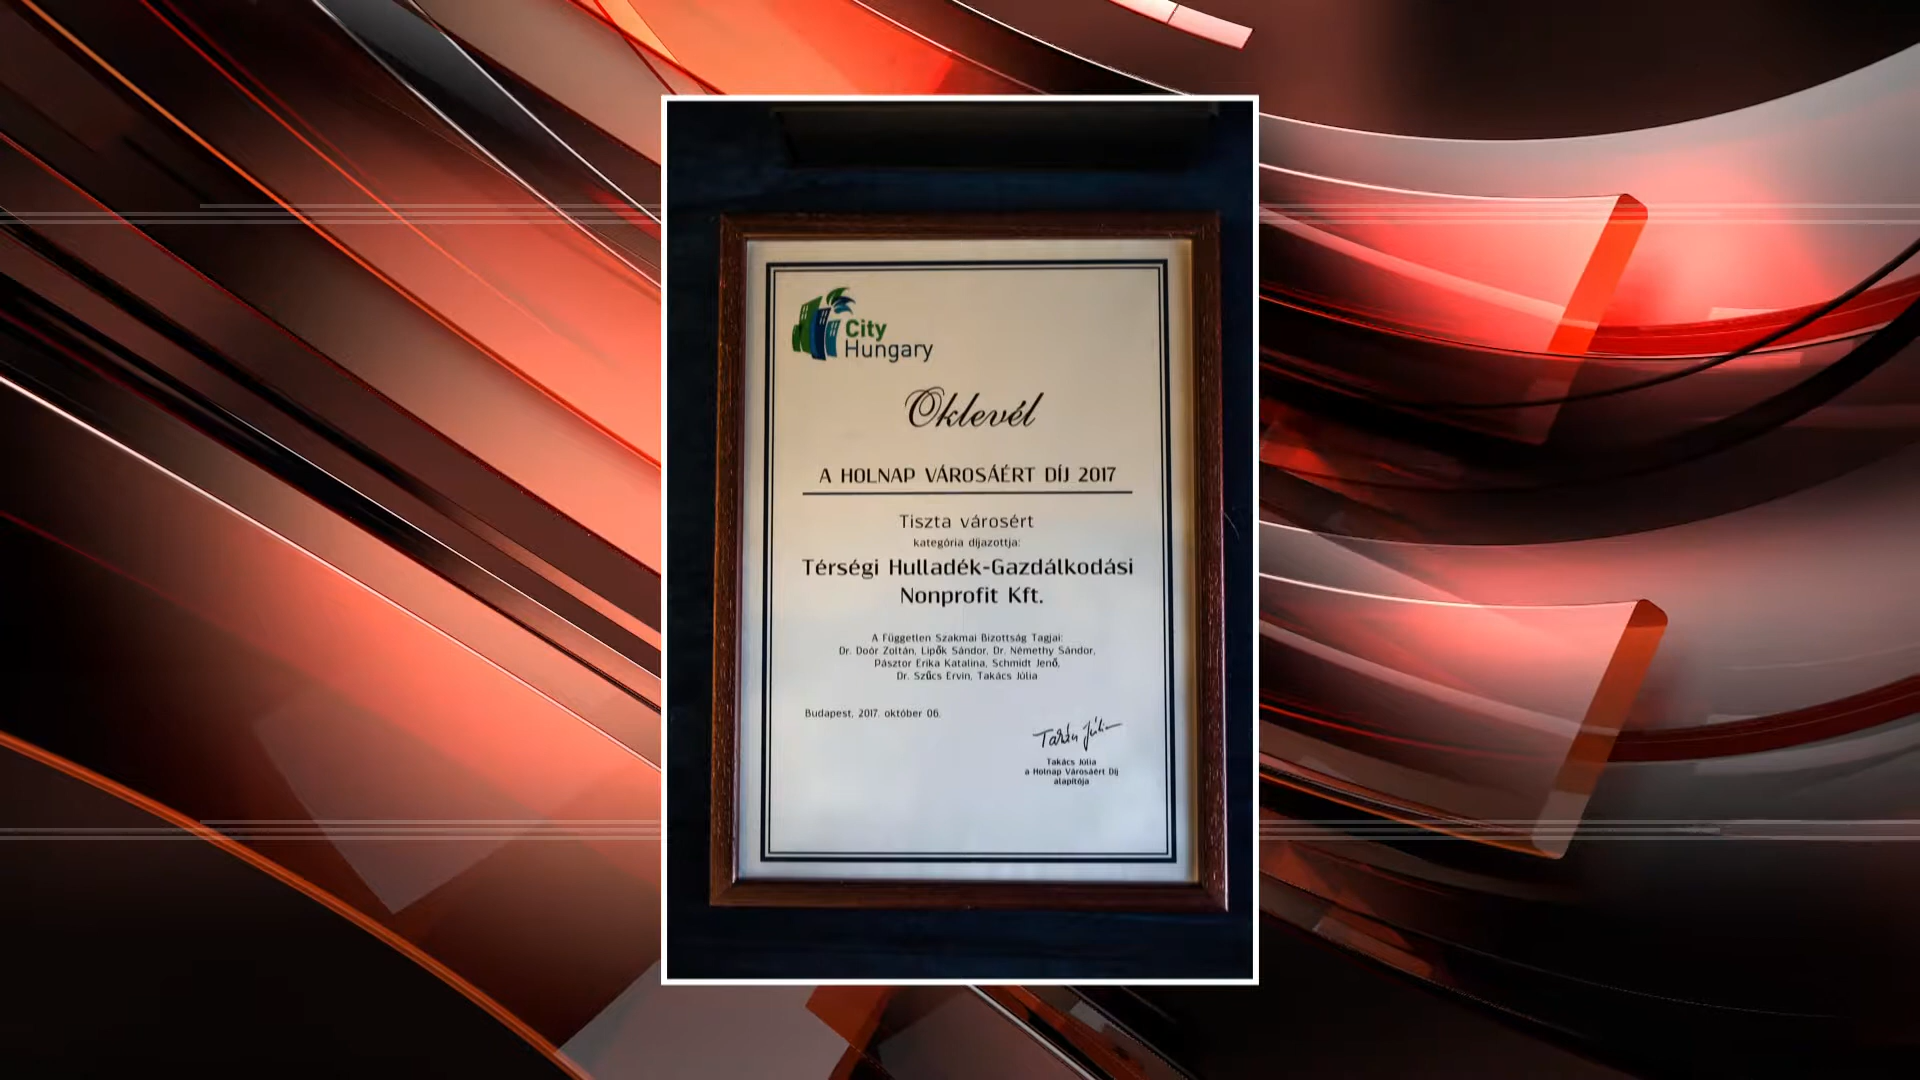 City
Hungary
Oklevél
A HOLNAP VÁROSÁÉRT DÍJ 2017
Tiszta városért
kategória díjazottja:
Térségi Hulladék-Gazdálkodási
Nonprofit Kft.
A Független Szakmai Bizottság Tagjai:
Dr. Doór Zoltán, Lipők Sándor, Dr. Némethy Sándor,
Pásztor Erika Katalina, Schmidt Jenő,
Dr. Szűcs Ervin, Takács Júlia
Budapest, 2017. október 06.
Takács Júlia
Takács Júlia
a Holnap Városáért Díj
alapítója